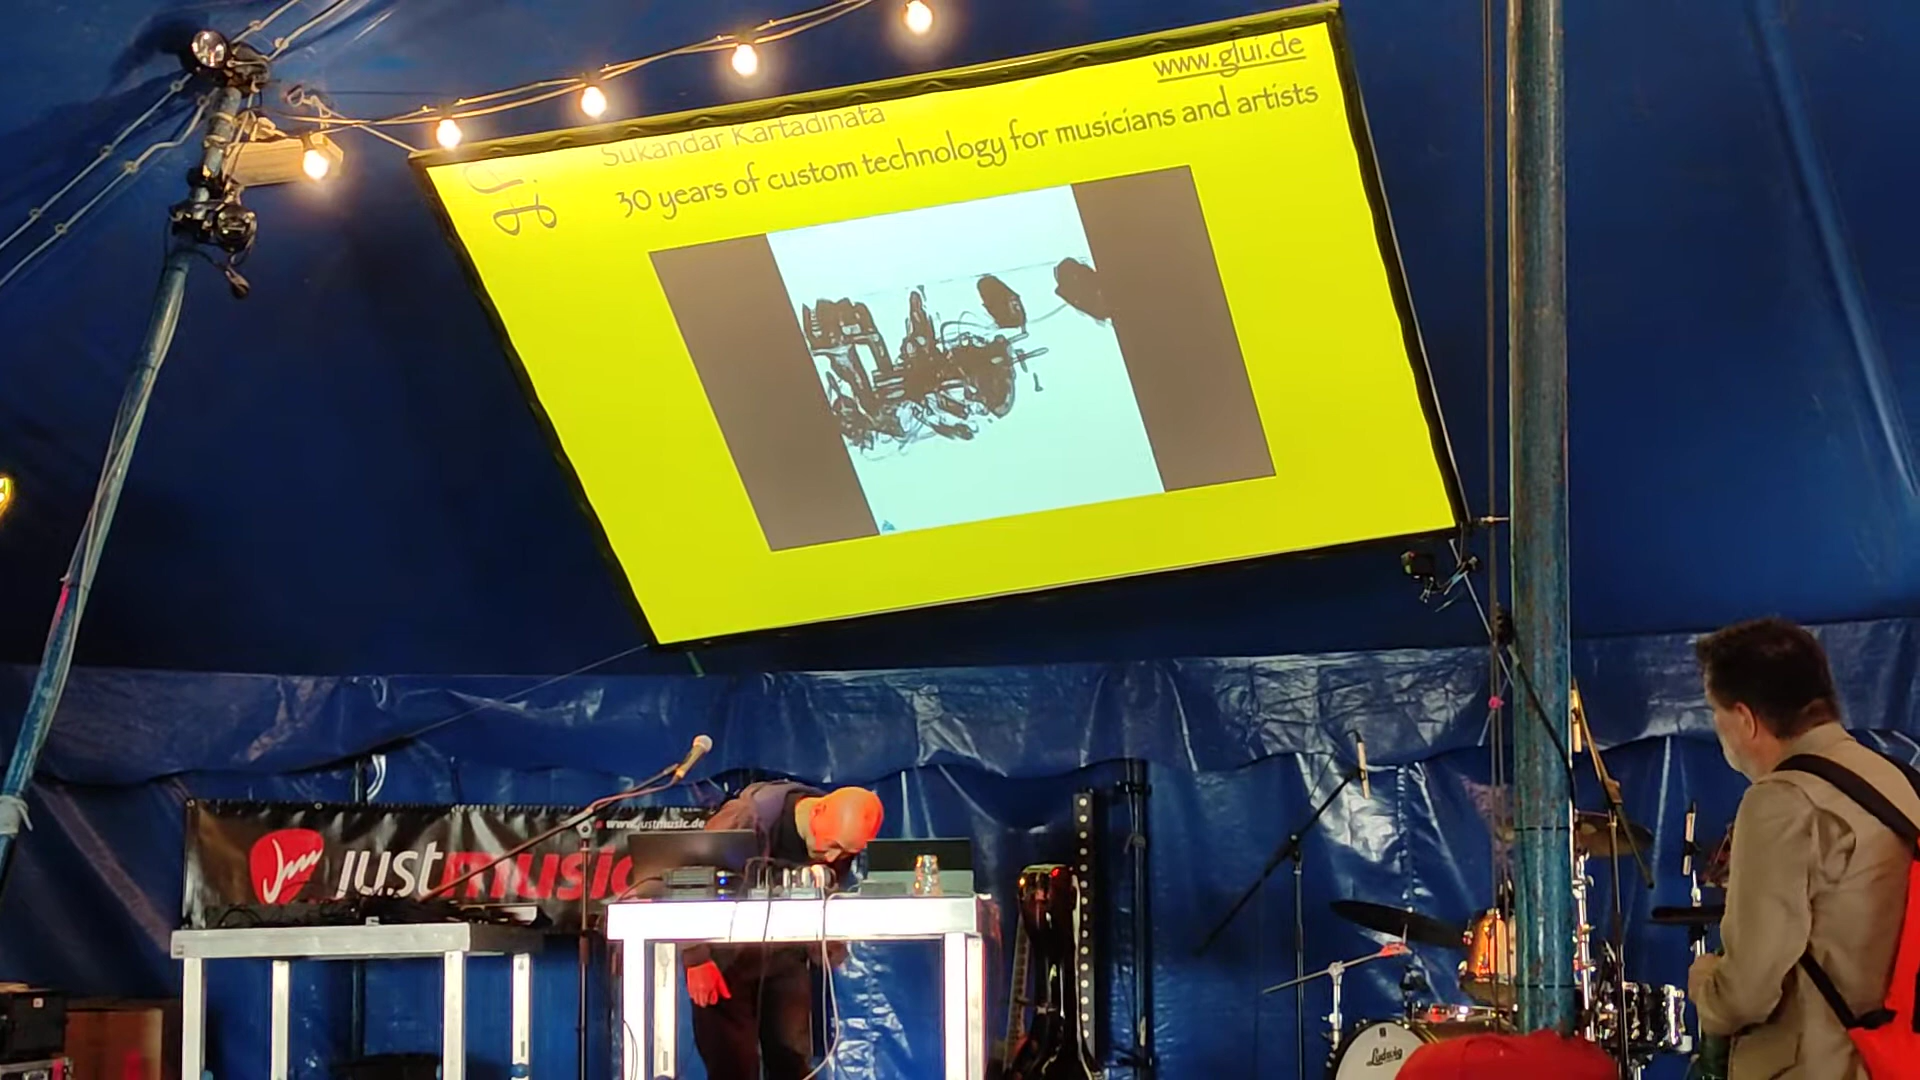 www.glui.de
Sukandar Kartadinata
30 years of custom technology for musicians and artists
www.justmusic.de
justmusic
Ludwig